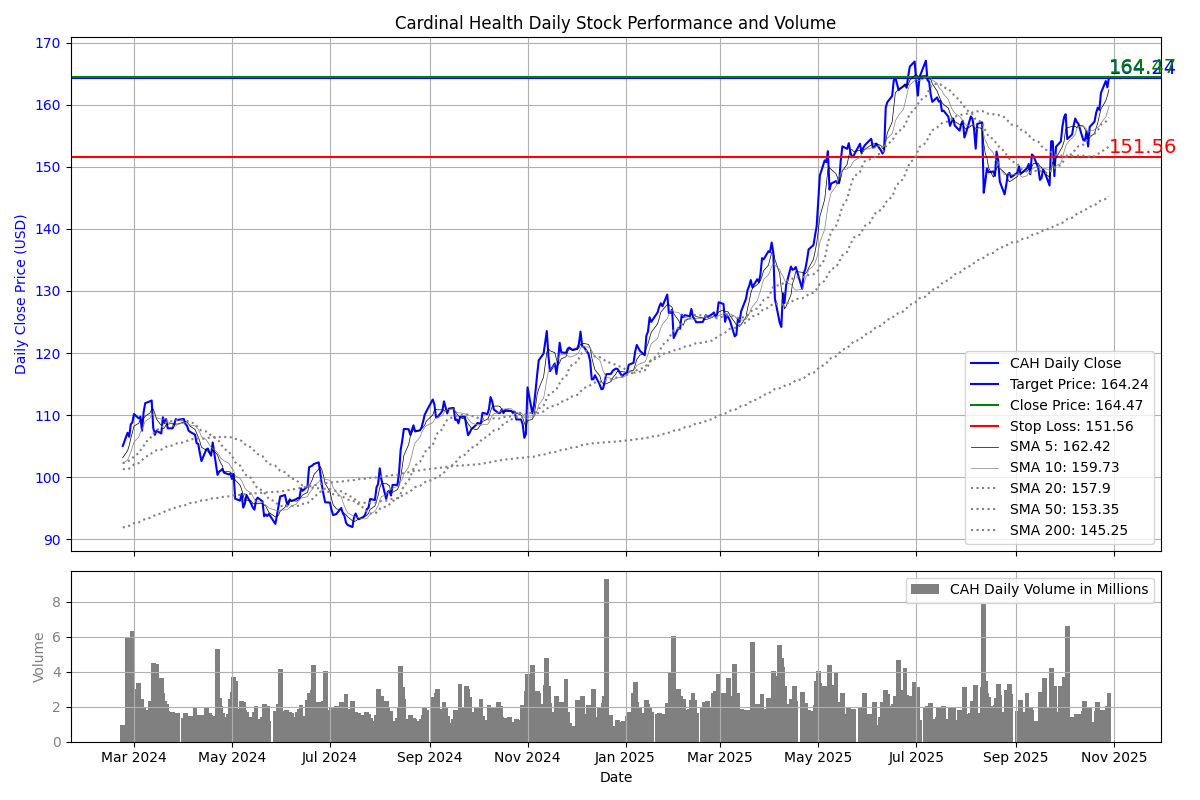 Cardinal Health Daily Stock Performance and Volume
170
160
150
140
130
120
110
100
90
Daily Close Price (USD)
164.24
164.47
151.56
CAH Daily Close
Target Price: 164.24
Close Price: 164.47
Stop Loss: 151.56
SMA 5: 162.42
SMA 10: 159.73
SMA 20: 157.9
SMA 50: 153.35
SMA 200: 145.25
8
6
4
2
0
Volume
CAH Daily Volume in Millions
Mar 2024 May 2024 Jul 2024 Sep 2024 Nov 2024 Jan 2025 Mar 2025 May 2025 Jul 2025 Sep 2025 Nov 2025
Date